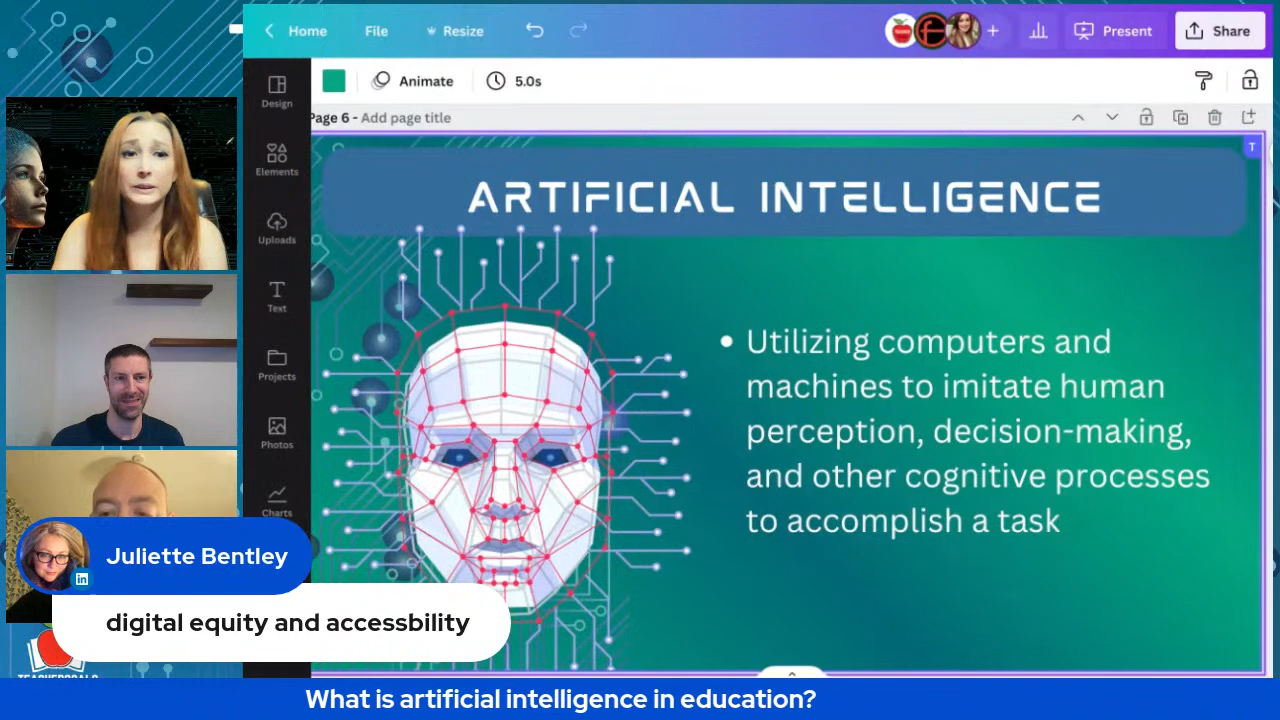 Home File Resize Present Share
Animate 5.0s
Page 6 - Add page title
Design
Elements
Uploads
Text
Projects
Photos
Charts
T
ARTIFICIAL INTELLIGENCE
• Utilizing computers and
machines to imitate human
perception, decision-making,
and other cognitive processes
to accomplish a task
Juliette Bentley
in
digital equity and accessbility
What is artificial intelligence in education?